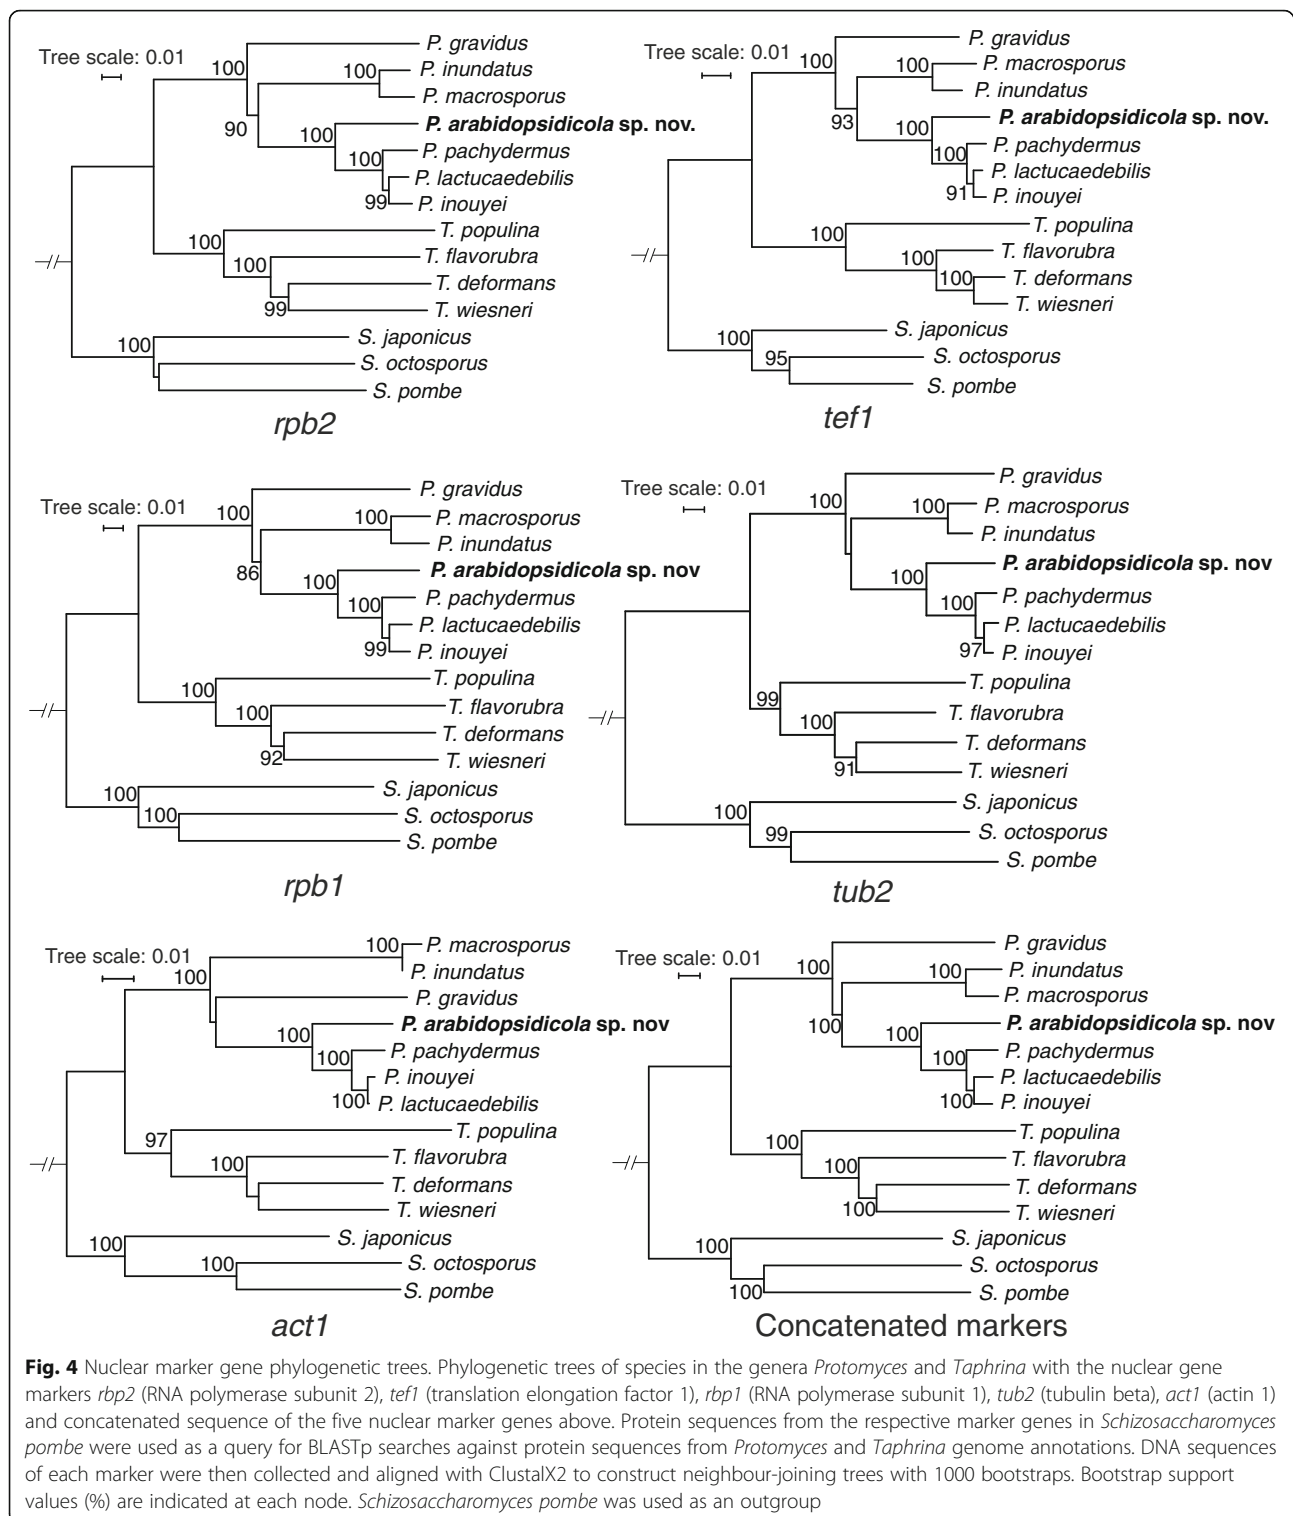 Tree scale: 0.01
100
P. gravidus
100
P. inundatus
P. macrosporus
90
100
P. arabidopsidicola sp. nov.
100
P. pachydermus
P. lactucaedebilis
99
P. inouyei
100
T. populina
100
T. flavorubra
T. deformans
99
T. wiesneri
100
S. japonicus
S. octosporus
S. pombe
rpb2
Tree scale: 0.01
100
P. gravidus
100
P. macrosporus
P. inundatus
93
100
P. arabidopsidicola sp. nov.
100
P. pachydermus
P. lactucaedebilis
91
P. inouyei
100
T. populina
100
T. flavorubra
100
T. deformans
T. wiesneri
100
S. japonicus
95
S. octosporus
S. pombe
tef1
Tree scale: 0.01
100
P. gravidus
100
P. macrosporus
P. inundatus
86
100
P. arabidopsidicola sp. nov
100
P. pachydermus
P. lactucaedebilis
99
P. inouyei
100
T. populina
100
T. flavorubra
T. deformans
92
T. wiesneri
100
S. japonicus
100
S. octosporus
S. pombe
rpb1
Tree scale: 0.01
100
P. gravidus
100
P. macrosporus
P. inundatus
100
P. arabidopsidicola sp. nov
100
P. pachydermus
P. lactucaedebilis
97
P. inouyei
99
T. populina
100
T. flavorubra
T. deformans
91
T. wiesneri
100
S. japonicus
99
S. octosporus
S. pombe
tub2
Tree scale: 0.01
100
100
P. macrosporus
P. inundatus
P. gravidus
100
P. arabidopsidicola sp. nov
100
P. pachydermus
P. inouyei
100
P. lactucaedebilis
97
T. populina
100
T. flavorubra
T. deformans
T. wiesneri
100
S. japonicus
100
S. octosporus
S. pombe
act1
Tree scale: 0.01
100
P. gravidus
100
P. inundatus
P. macrosporus
100
100
P. arabidopsidicola sp. nov
100
P. pachydermus
P. lactucaedebilis
100
P. inouyei
100
T. populina
100
T. flavorubra
T. deformans
100
T. wiesneri
100
S. japonicus
S. octosporus
100
S. pombe
Concatenated markers
Fig. 4 Nuclear marker gene phylogenetic trees. Phylogenetic trees of species in the genera Protomyces and Taphrina with the nuclear gene
markers rbp2 (RNA polymerase subunit 2), tef1 (translation elongation factor 1), rbp1 (RNA polymerase subunit 1), tub2 (tubulin beta), act1 (actin 1)
and concatenated sequence of the five nuclear marker genes above. Protein sequences from the respective marker genes in Schizosaccharomyces
pombe were used as a query for BLASTp searches against protein sequences from Protomyces and Taphrina genome annotations. DNA sequences
of each marker were then collected and aligned with ClustalX2 to construct neighbour-joining trees with 1000 bootstraps. Bootstrap support
values (%) are indicated at each node. Schizosaccharomyces pombe was used as an outgroup